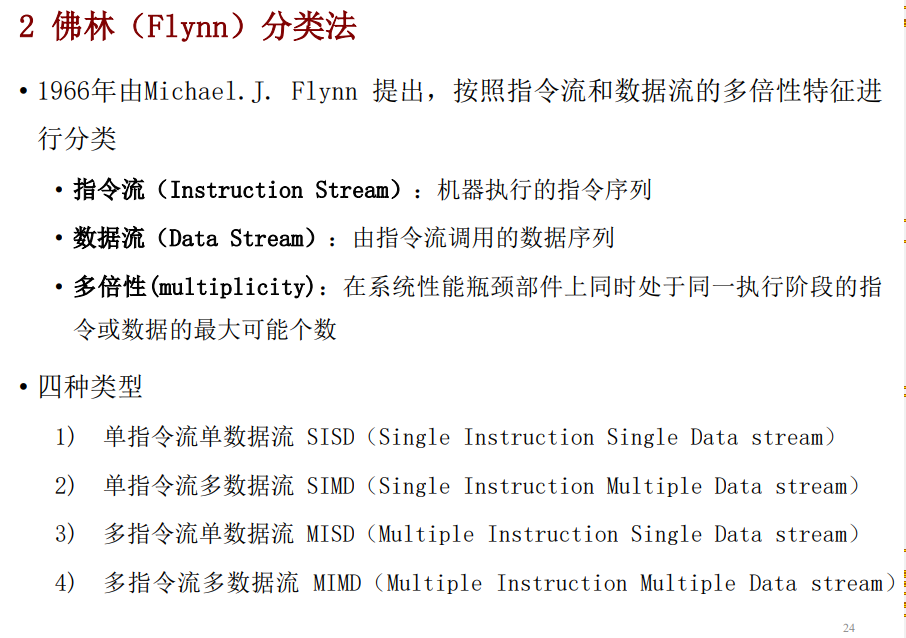 2 佛林（Flynn）分类法
• 1966年由Michael.J. Flynn 提出，按照指令流和数据流的多倍性特征进
行分类
• 指令流（Instruction Stream）：机器执行的指令序列
• 数据流（Data Stream）：由指令流调用的数据序列
• 多倍性(multiplicity)：在系统性能瓶颈部件上同时处于同一执行阶段的指
令或数据的最大可能个数
• 四种类型
1) 单指令流单数据流 SISD（Single Instruction Single Data stream）
2) 单指令流多数据流 SIMD（Single Instruction Multiple Data stream）
3) 多指令流单数据流 MISD（Multiple Instruction Single Data stream）
4) 多指令流多数据流 MIMD（Multiple Instruction Multiple Data stream）
24